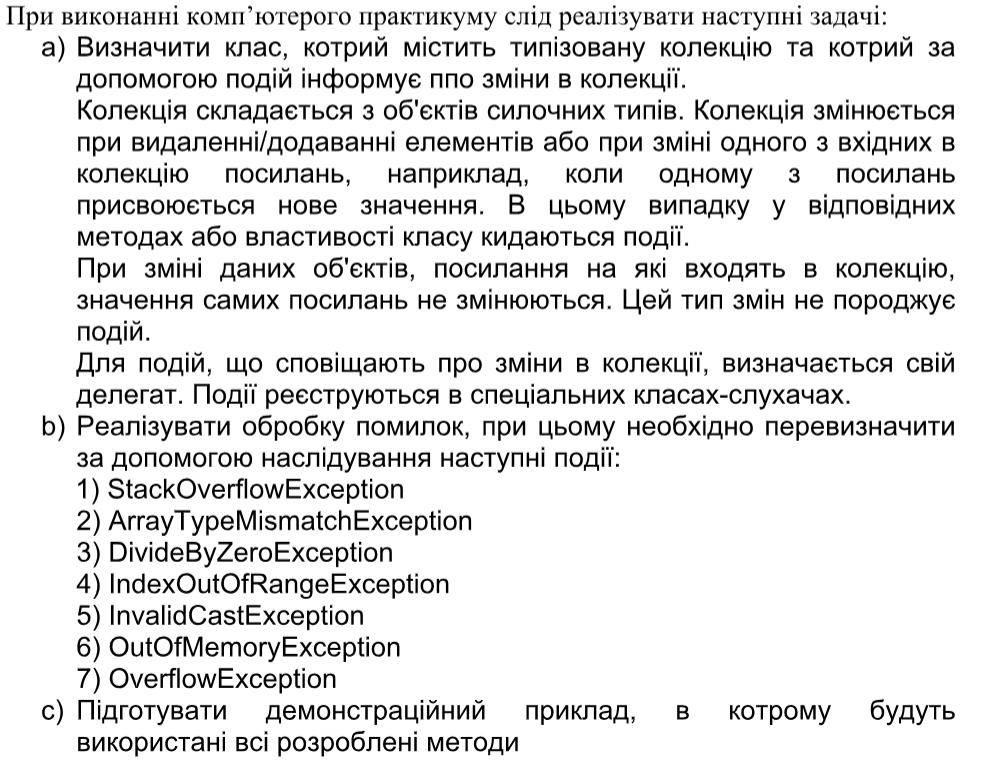 При виконанні комп’ютерого практикуму слід реалізувати наступні задачі:
a) Визначити клас, котрий містить типізовану колекцію та котрий за
допомогою подій інформує ппо зміни в колекції.
Колекція складається з об'єктів силочних типів. Колекція змінюється
при видаленні/додаванні елементів або при зміні одного з вхідних в
колекцію посилань, наприклад, коли одному з посилань
присвоюється нове значення. В цьому випадку у відповідних
методах або властивості класу кидаються події.
При зміні даних об'єктів, посилання на які входять в колекцію,
значення самих посилань не змінюються. Цей тип змін не породжує
подій.
Для подій, що сповіщають про зміни в колекції, визначається свій
делегат. Події реєструються в спеціальних класах-слухачах.
b) Реалізувати обробку помилок, при цьому необхідно перевизначити
за допомогою наслідування наступні події:
1) StackOverflowException
2) ArrayTypeMismatchException
3) DivideByZeroException
4) IndexOutOfRangeException
5) InvalidCastException
6) OutOfMemoryException
7) OverflowException
c) Підготувати демонстраційний приклад, в котрому будуть
використані всі розроблені методи